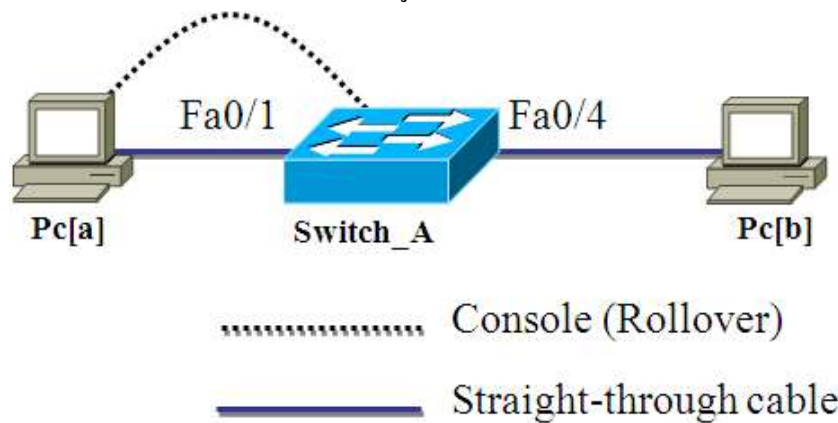 Fa0/1
Fa0/4
Pc[a]
Switch_A
Pc[b]
Console (Rollover)
Straight-through cable